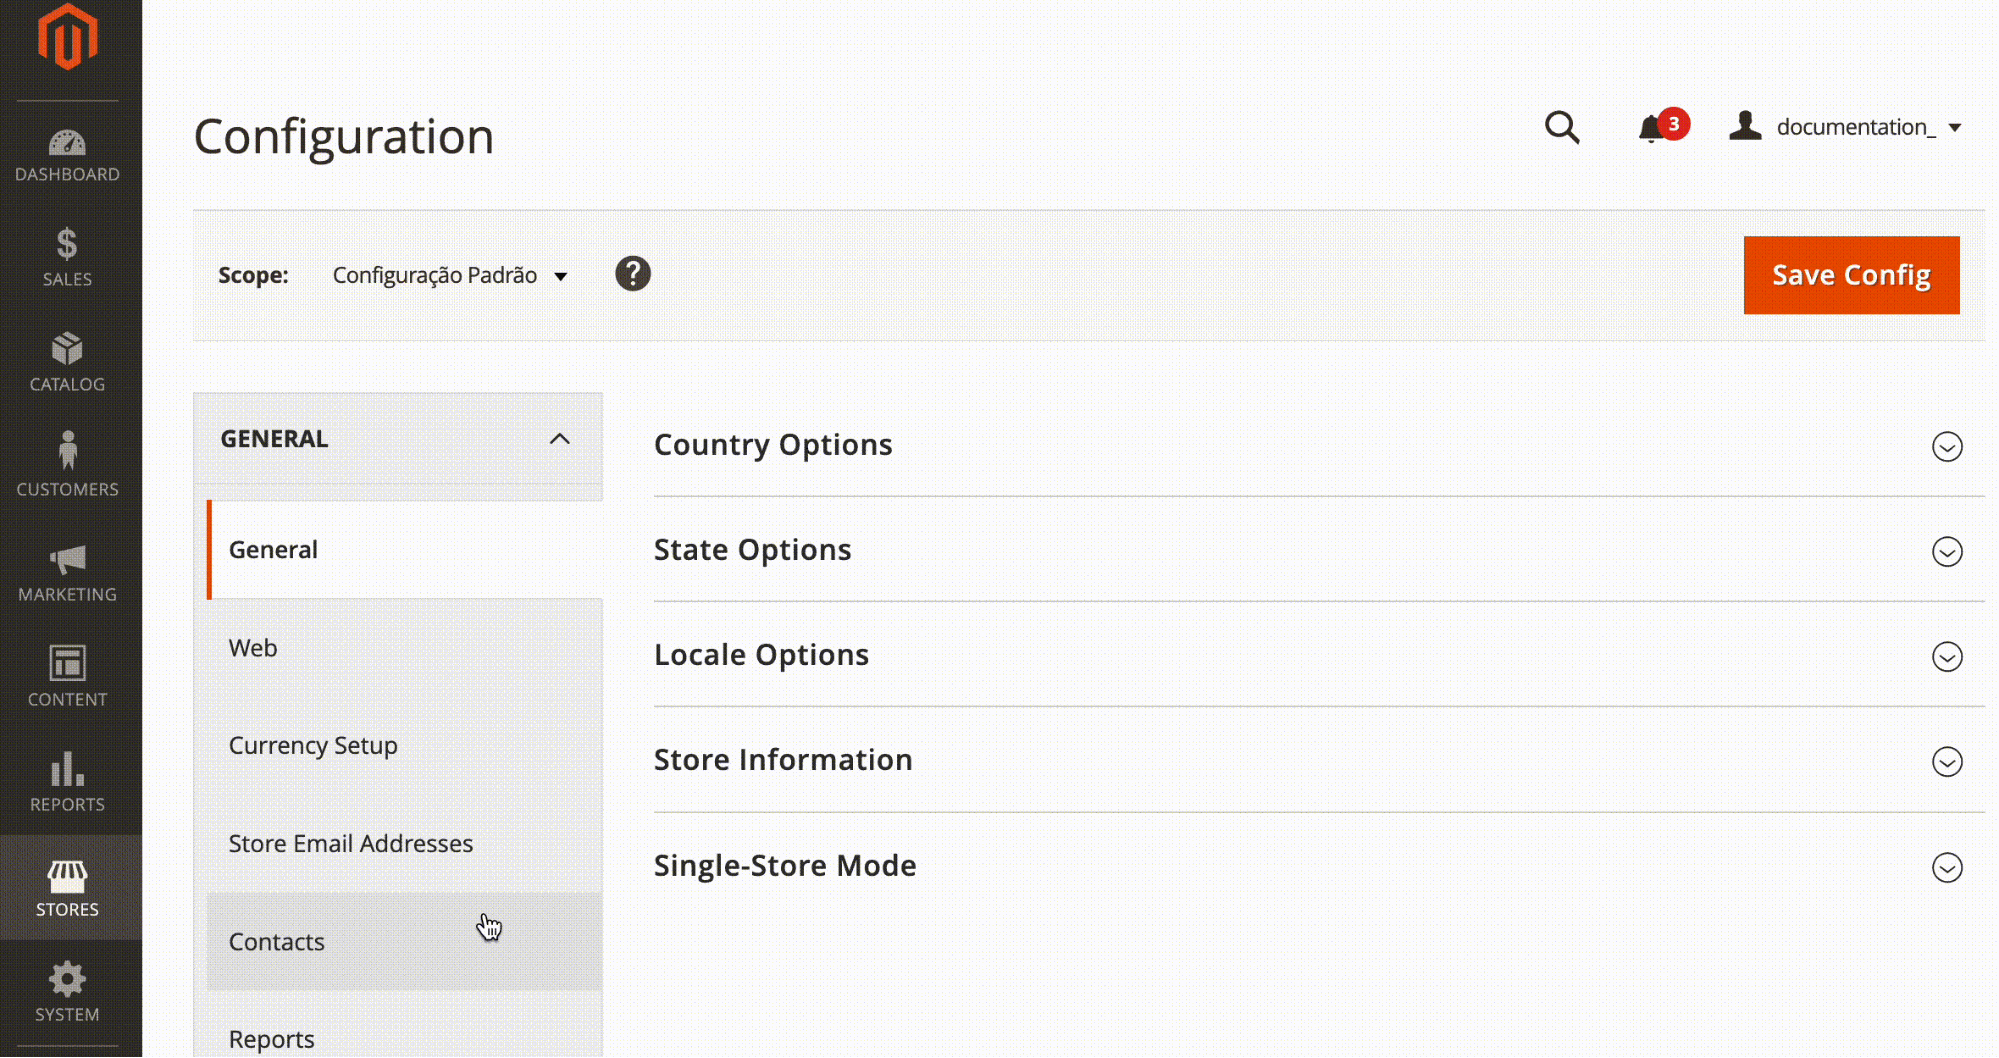 DASHBOARD
SALES
CATALOG
CUSTOMERS
MARKETING
CONTENT
REPORTS
STORES
SYSTEM
Configuration
3
documentation_
Scope:
Configuração Padrão
?
Save Config
GENERAL
General
Web
Currency Setup
Store Email Addresses
Contacts
Reports
Country Options
State Options
Locale Options
Store Information
Single-Store Mode